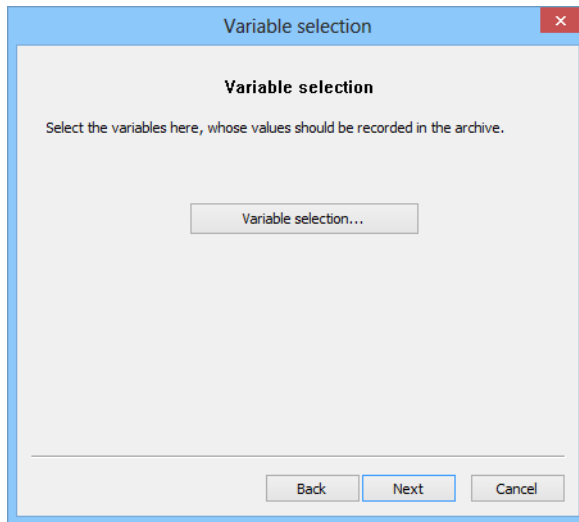 Variable selection
Variable selection
Select the variables here, whose values should be recorded in the archive.
Variable selection...
Back Next Cancel